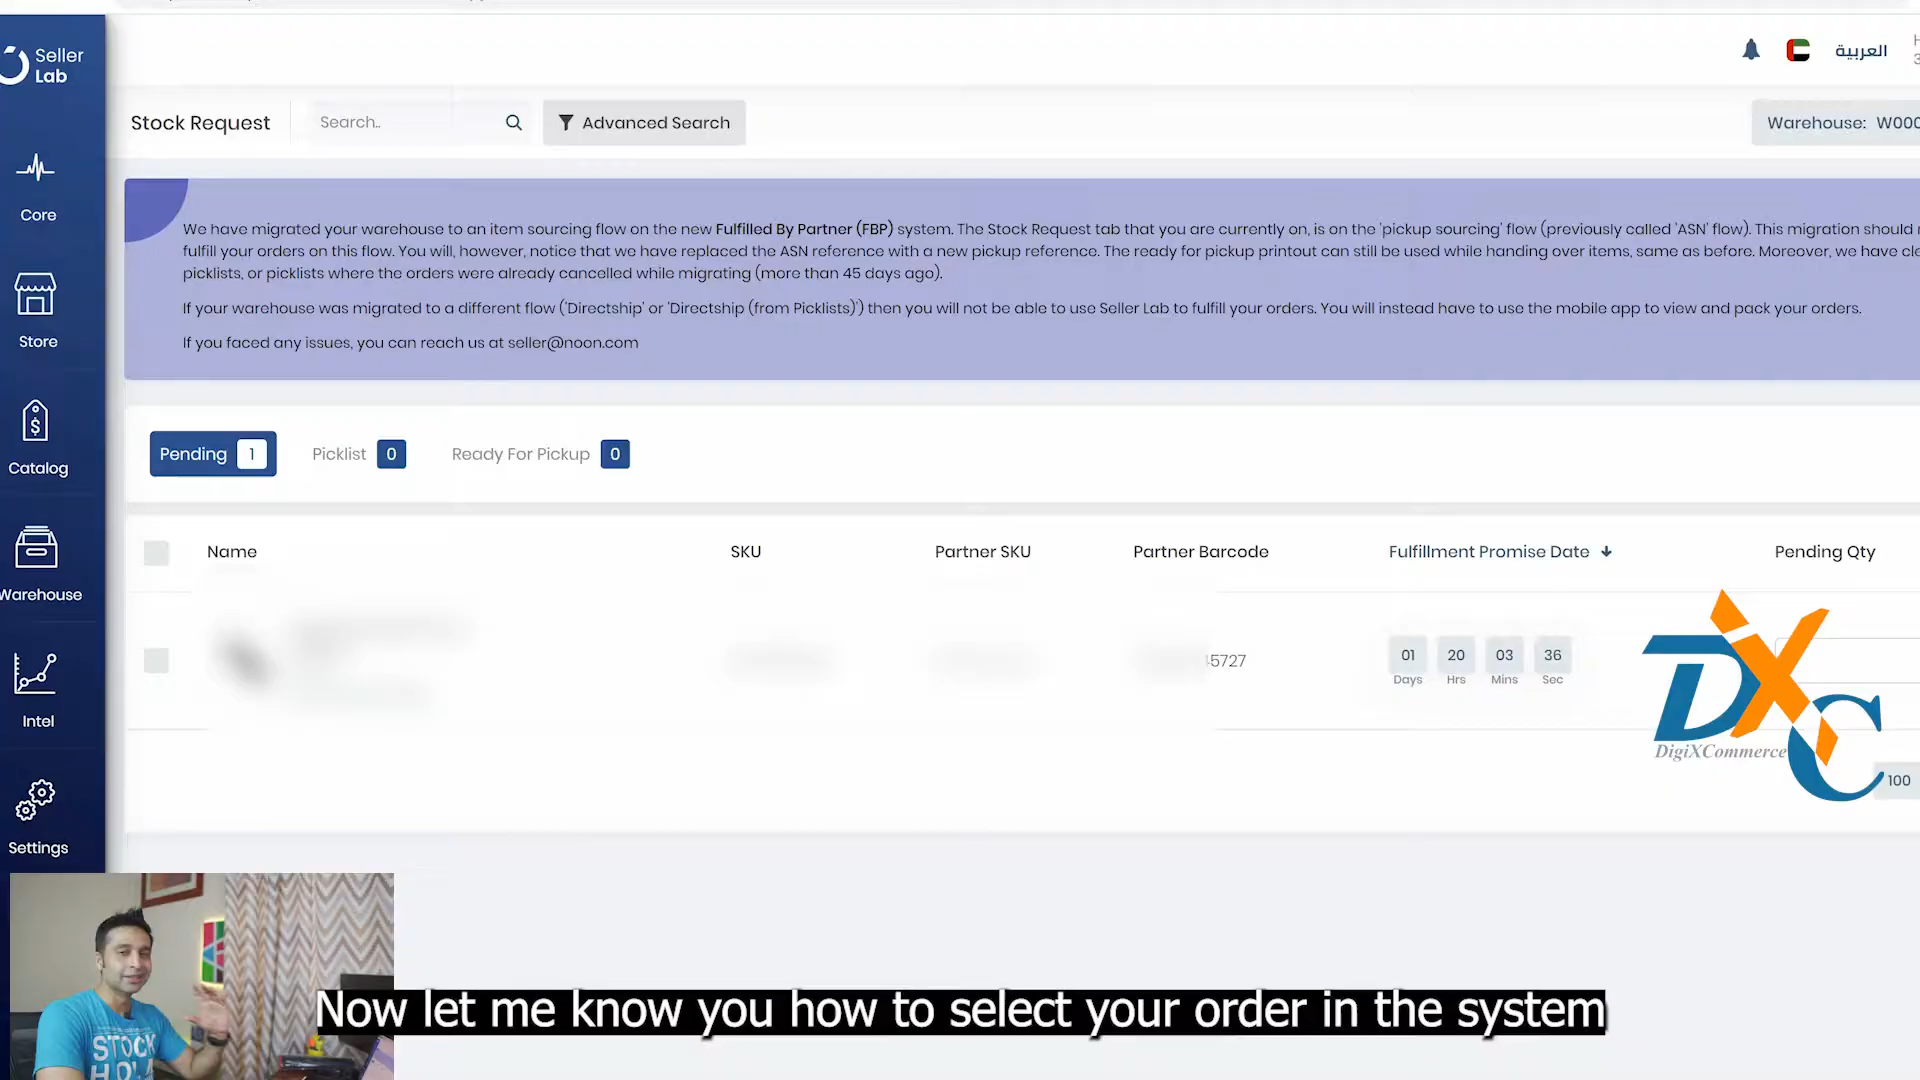 Seller
Lab
العربية
Stock Request
Search..
Advanced Search
Warehouse: W000
Core
We have migrated your warehouse to an item sourcing flow on the new Fulfilled By Partner (FBP) system. The Stock Request tab that you are currently on, is on the 'pickup sourcing' flow (previously called 'ASN' flow). This migration should
fulfill your orders on this flow. You will, however, notice that we have replaced the ASN reference with a new pickup reference. The ready for pickup printout can still be used while handing over items, same as before. Moreover, we have cle
picklists, or picklists where the orders were already cancelled while migrating (more than 45 days ago).
If your warehouse was migrated to a different flow ('Directship' or 'Directship (from Picklists)') then you will not be able to use Seller Lab to fulfill your orders. You will instead have to use the mobile app to view and pack your orders.
Store
If you faced any issues, you can reach us at seller@noon.com
Pending 1 Picklist 0 Ready For Pickup 0
Catalog
Name SKU Partner SKU Partner Barcode Fulfillment Promise Date Pending Qty
Warehouse
45727
01 20 03 36
Days Hrs Mins Sec
Intel
DXC
DigiXCommerce
100
Settings
Now let me know you how to select your order in the system
STOCK
HOLA